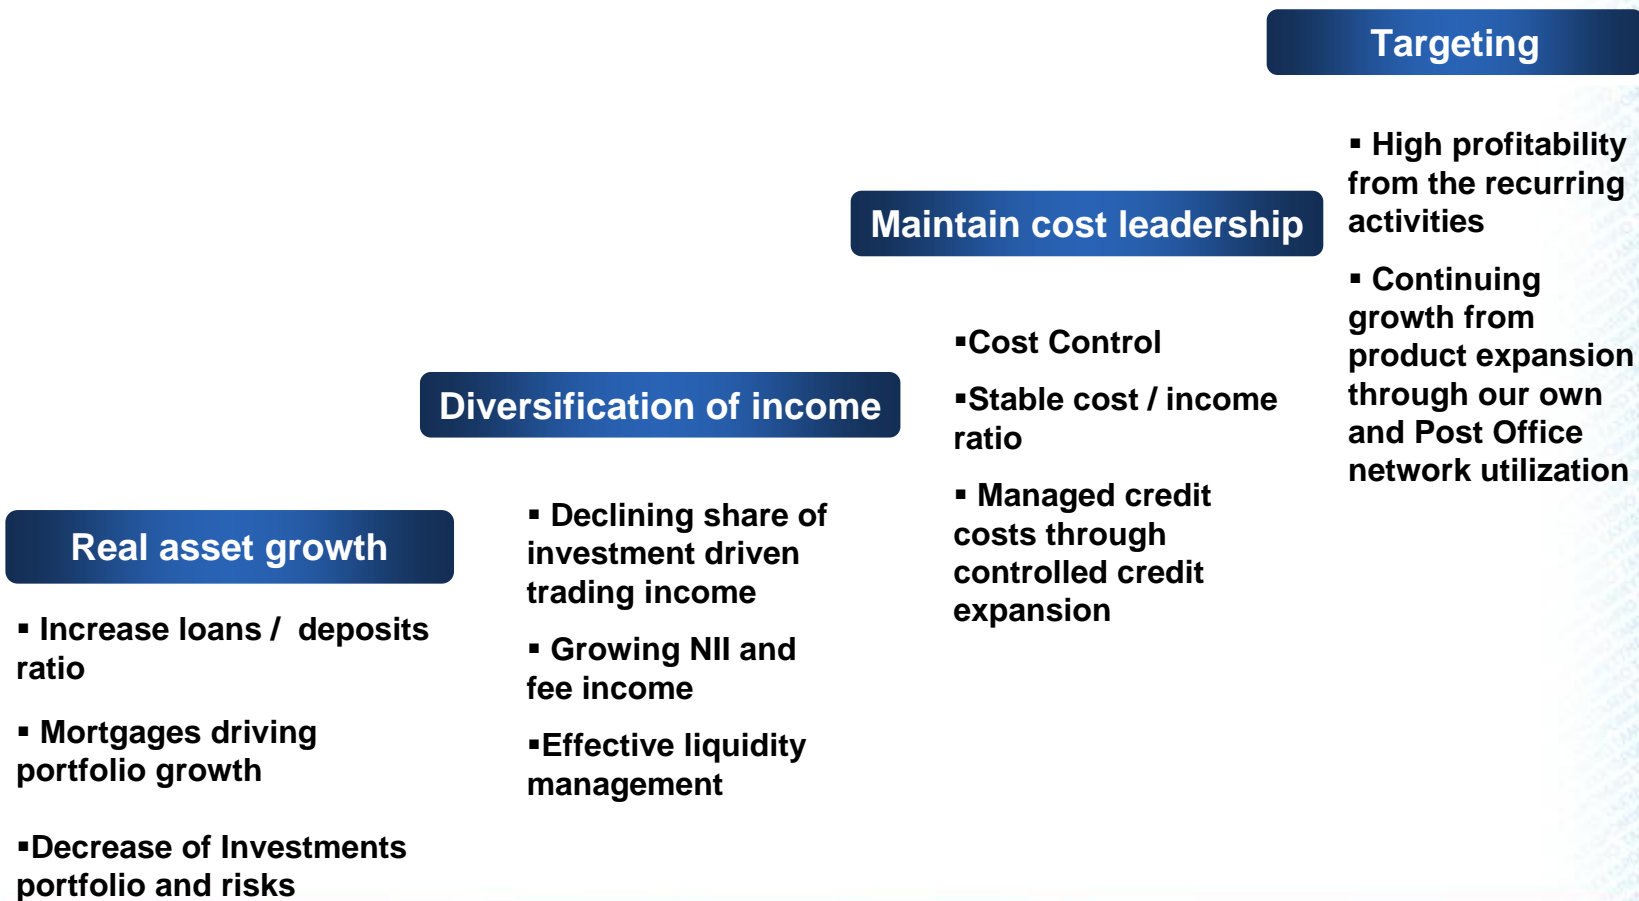 Targeting
▪ High profitability
from the recurring
activities
▪ Continuing
growth from
product expansion
through our own
and Post Office
network utilization
Maintain cost leadership
▪Cost Control
▪Stable cost / income
ratio
▪ Managed credit
costs through
controlled credit
expansion
Diversification of income
▪ Declining share of
investment driven
trading income
▪ Growing NII and
fee income
▪Effective liquidity
management
Real asset growth
▪ Increase loans / deposits
ratio
▪ Mortgages driving
portfolio growth
▪Decrease of Investments
portfolio and risks